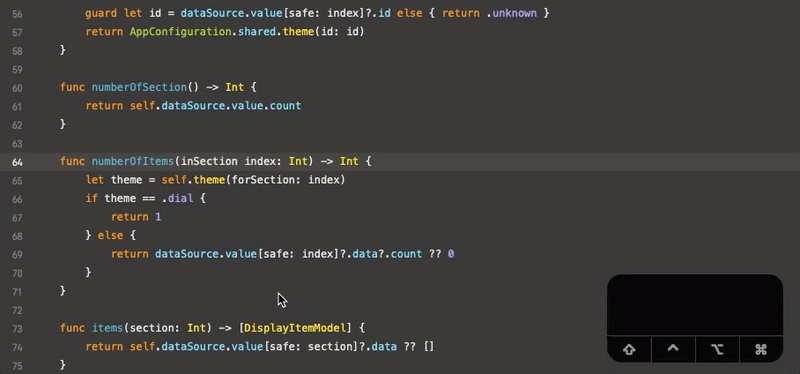 56 guard let id = dataSource.value[safe: index]?.id else { return .unknown }
57 return AppConfiguration.shared.theme(id: id)
58 }
59
60 func numberOfSection() -> Int {
61 return self.dataSource.value.count
62 }
63
64 func numberOfItems(inSection index: Int) -> Int {
65 let theme = self.theme(forSection: index)
66 if theme == .dial {
67 return 1
68 } else {
69 return dataSource.value[safe: index]?.data?.count ?? 0
70 }
71 }
72
73 func items(section: Int) -> [DisplayItemModel] {
74 return self.dataSource.value[safe: section]?.data ?? []
75 }
⇧ ⌃ ⌥ ⌘